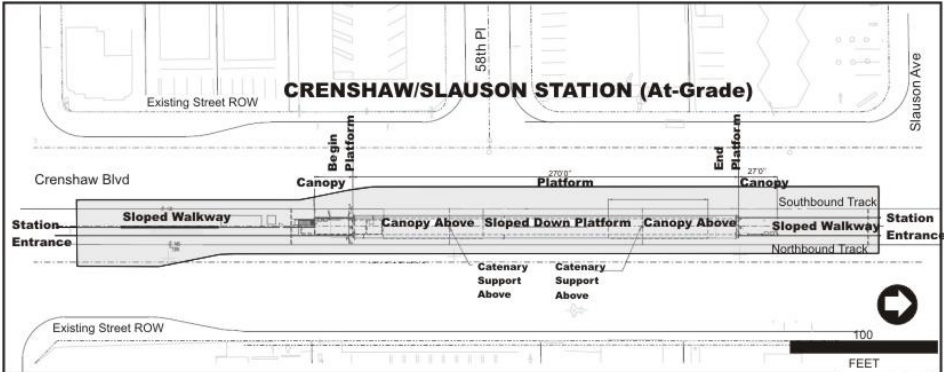 58th Pl
Slauson Ave
CRENSHAW/SLAUSON STATION (At-Grade)
Existing Street ROW
Begin
Platform
End
Platform
Crenshaw Blvd
270'0"
27'0"
Canopy
Platform
Canopy
Southbound Track
Sloped Walkway
Station
Entrance
Canopy Above
Sloped Down Platform
Canopy Above
Sloped Walkway
Station
Entrance
Northbound Track
Catenary
Support
Above
Catenary
Support
Above
Existing Street ROW
100
FEET